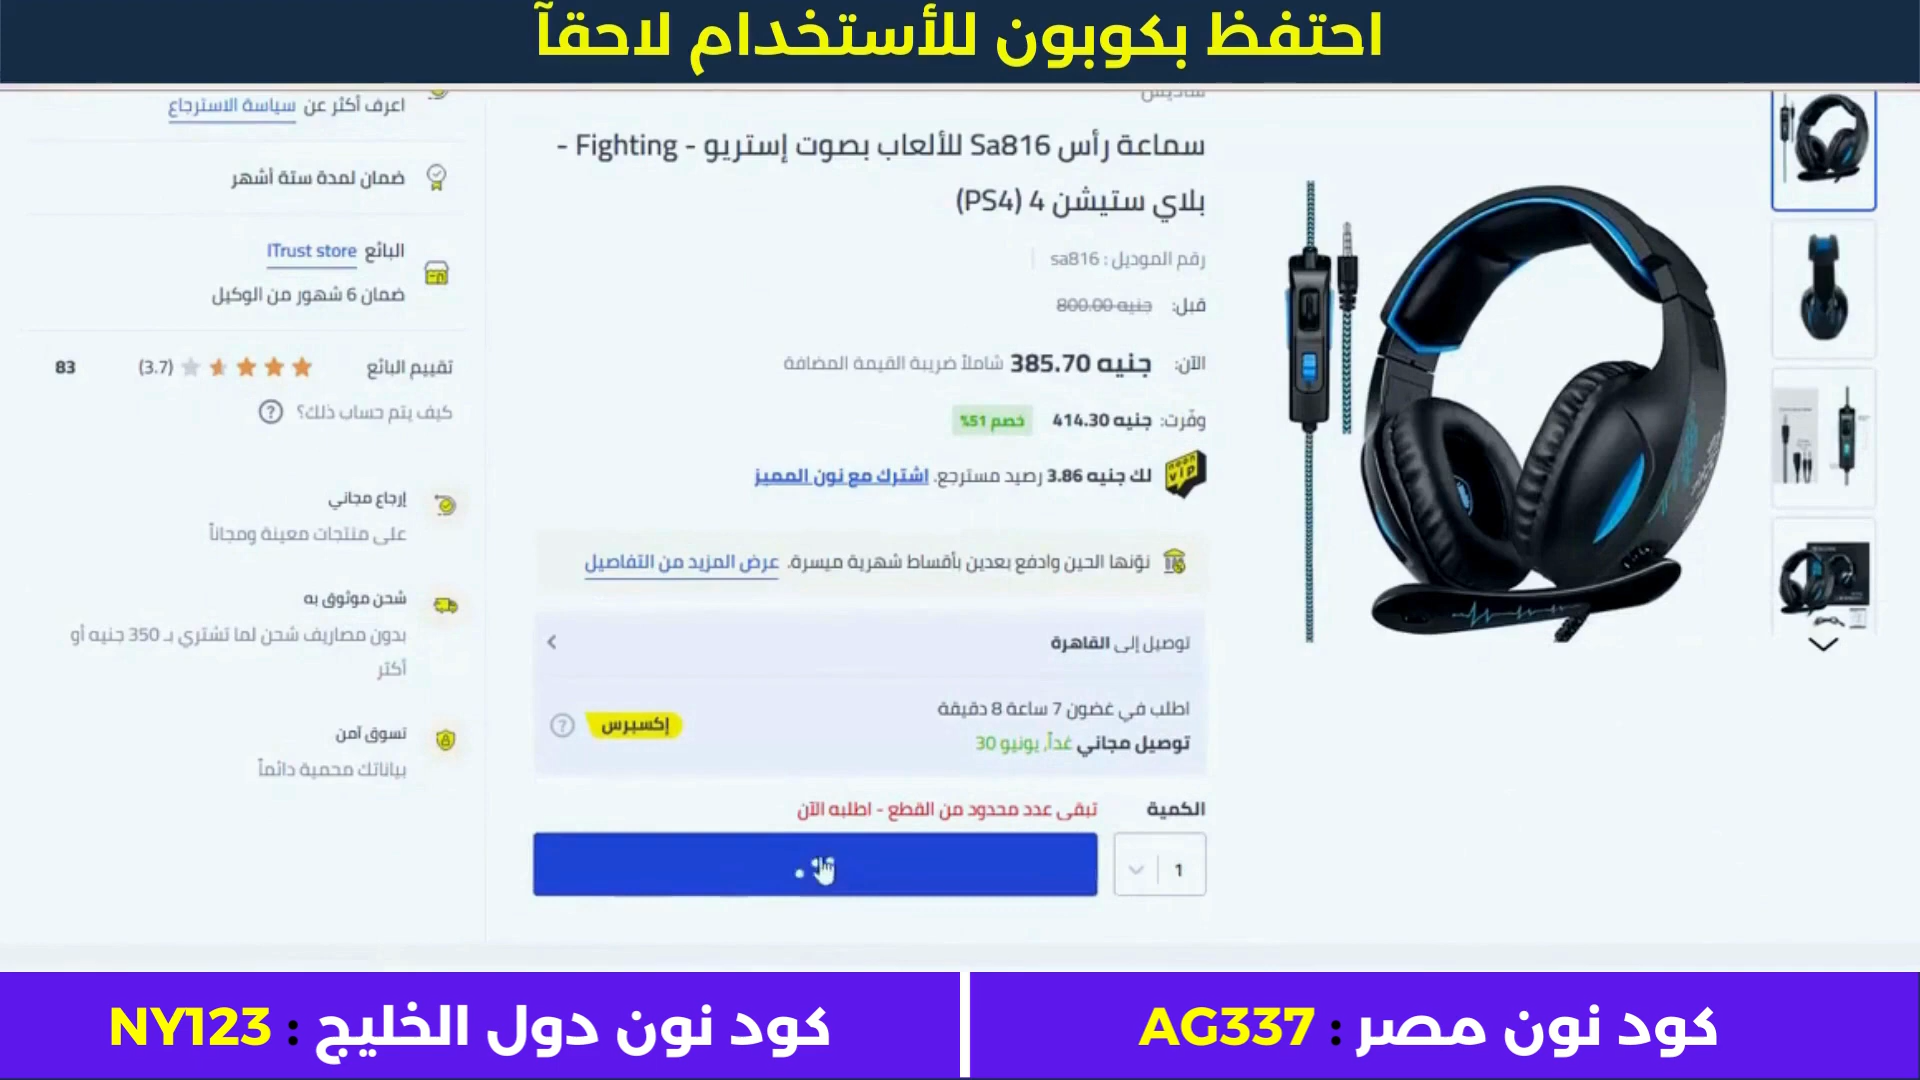 احتفظ بكوبون للأستخدام لاحقآ
سماعة رأس Sa816 للألعاب بصوت إستريو - Fighting -
بلاي ستيشن 4 (PS4)
رقم الموديل : sa816
قبل: جنيه 800.00
الآن: جنيه 385.70 شاملاً ضريبة القيمة المضافة
وفّرت: جنيه 414.30 خصم 51%
noon vip لك جنيه 3.86 رصيد مسترجع. اشترك مع نون المميز
نوّنها الحين وادفع بعدين بأقساط شهرية ميسرة. عرض المزيد من التفاصيل
توصيل إلى القاهرة
اطلب في غضون 7 ساعة 8 دقيقة
توصيل مجاني غداً, يونيو 30
إكسبرس
الكمية تبقى عدد محدود من القطع - اطلبه الآن
1
اعرف أكثر عن سياسة الاسترجاع
ضمان لمدة ستة أشهر
البائع ITrust store
ضمان 6 شهور من الوكيل
تقييم البائع (3.7) 83
كيف يتم حساب ذلك؟
إرجاع مجاني
على منتجات معينة ومجاناً
شحن موثوق به
بدون مصاريف شحن لما تشتري بـ 350 جنيه أو
أكثر
تسوق آمن
بياناتك محمية دائماً
كود نون مصر : AG337
كود نون دول الخليج : NY123